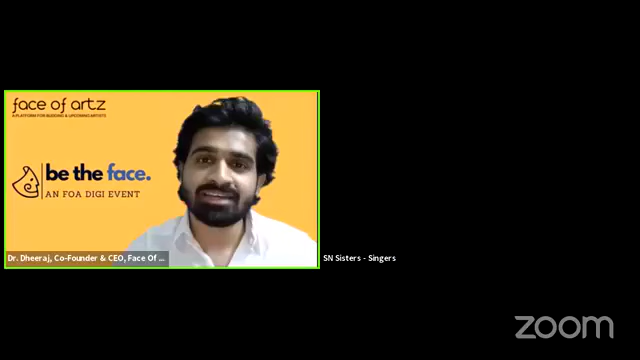 face of artz
A PLATFORM FOR BUDDING & UPCOMING ARTISTS
be the face.
AN FOA DIGI EVENT
Dr. Dheeraj, Co-Founder & CEO, Face Of ...
SN Sisters - Singers
zoom